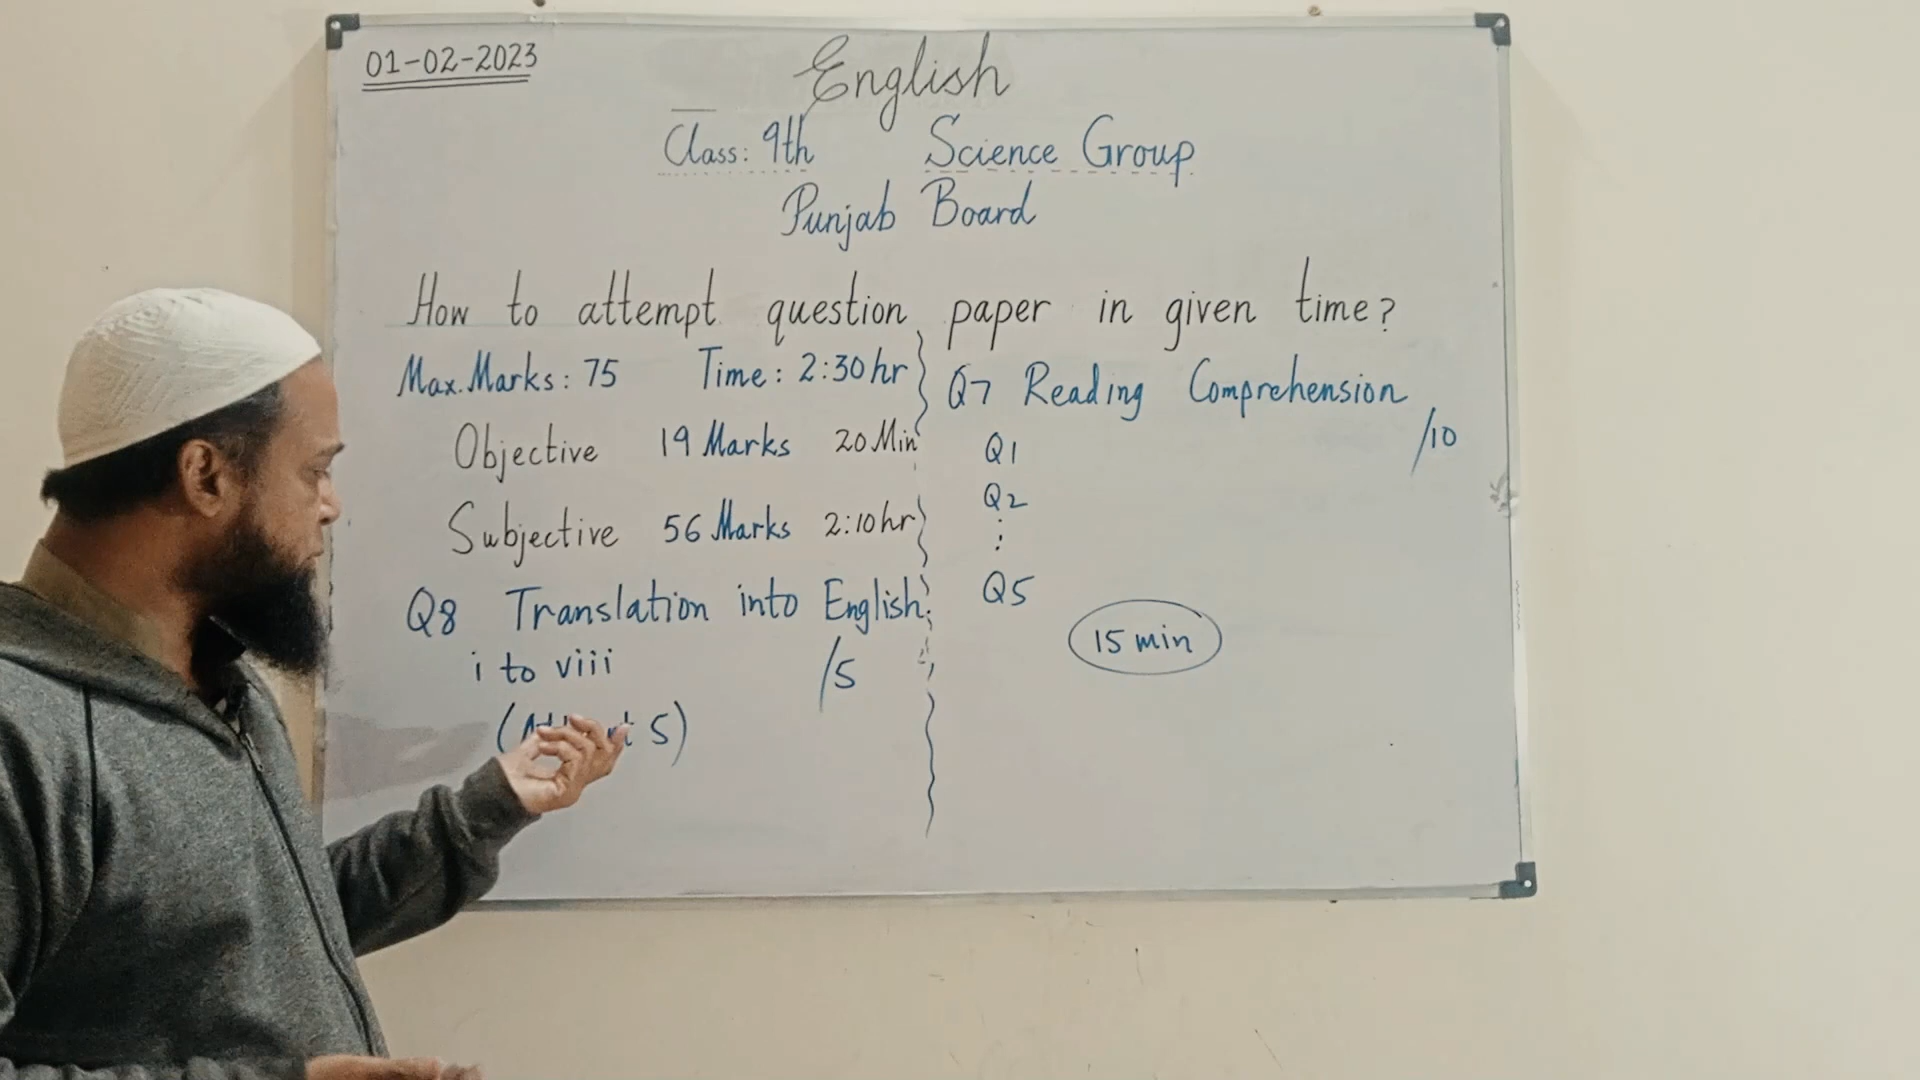 01-02-2023
English
Class: 9th Science Group
Punjab Board
How to attempt question paper in given time?
Max. Marks: 75 Time: 2:30 hr
Objective 19 Marks 20 Min
Subjective 56 Marks 2:10 hr
Q8 Translation into English
i to viii /5
( 5)
Q7 Reading Comprehension
/10
Q1
Q2
:
Q5
15 min